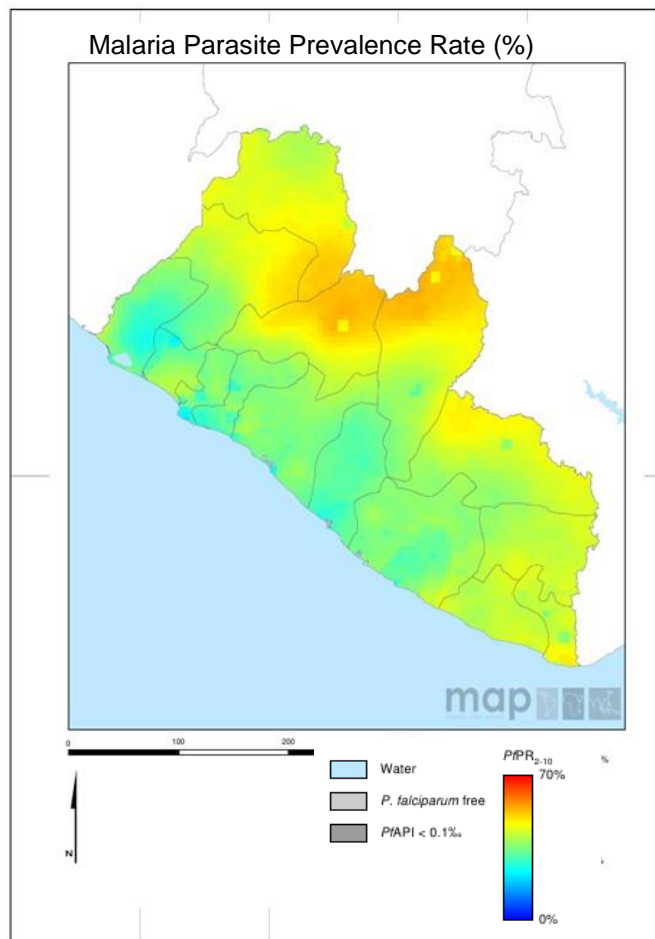 Malaria Parasite Prevalence Rate (%)
map
0 100 200
Water
P. falciparum free
PfAPI < 0.1‰
PfPR2-10
70%
0%
%
N